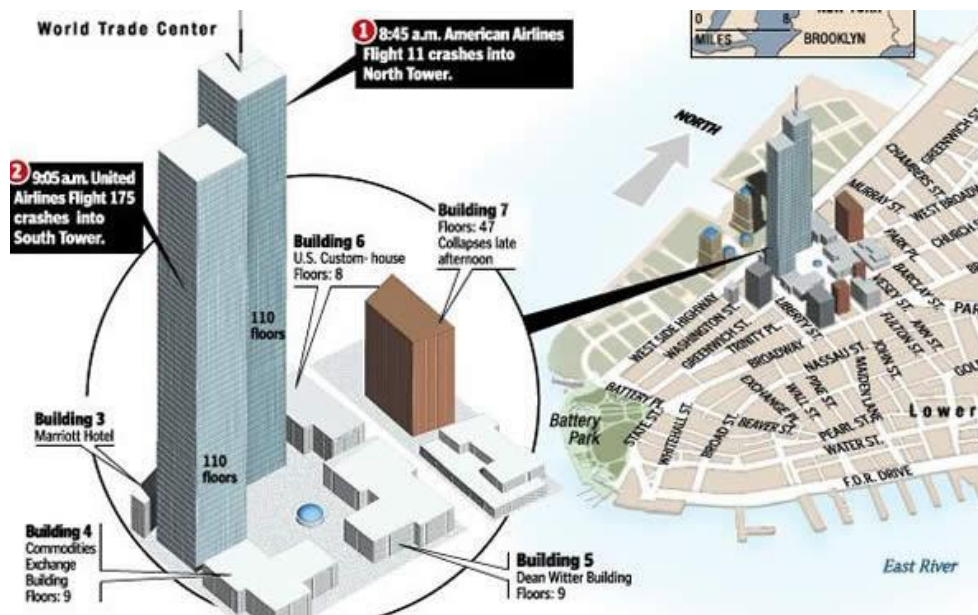 World Trade Center
1 8:45 a.m. American Airlines
Flight 11 crashes into
North Tower.
2 9:05 a.m. United
Airlines Flight 175
crashes into
South Tower.
Building 6
U.S. Custom- house
Floors: 8
Building 7
Floors: 47
Collapses late
afternoon
110
floors
110
floors
Building 3
Marriott Hotel
Building 4
Commodities
Exchange
Building
Floors: 9
Building 5
Dean Witter Building
Floors: 9
0 8
MILES
BROOKLYN
NORTH
GREENWICH ST.
CHAMBERS ST.
WEST BROADW
MURRAY ST.
CHURCH
PARK PL.
BARCLAY ST.
VESEY ST.
ANN ST.
PAR
FULTON ST.
JOHN ST.
GOL
WEST SIDE HIGHWAY
WASHINGTON ST.
GREENWICH ST.
TRINITY PL.
LIBERTY ST.
BROADWAY
NASSAU ST.
MAIDEN LANE
BATTERY PL.
EXCHANGE PL.
PINE ST.
WALL ST.
STATE ST.
WHITEHALL ST.
BROAD ST.
BEAVER ST.
PEARL ST.
WATER ST.
Lower
Battery
Park
F.D.R. DRIVE
East River